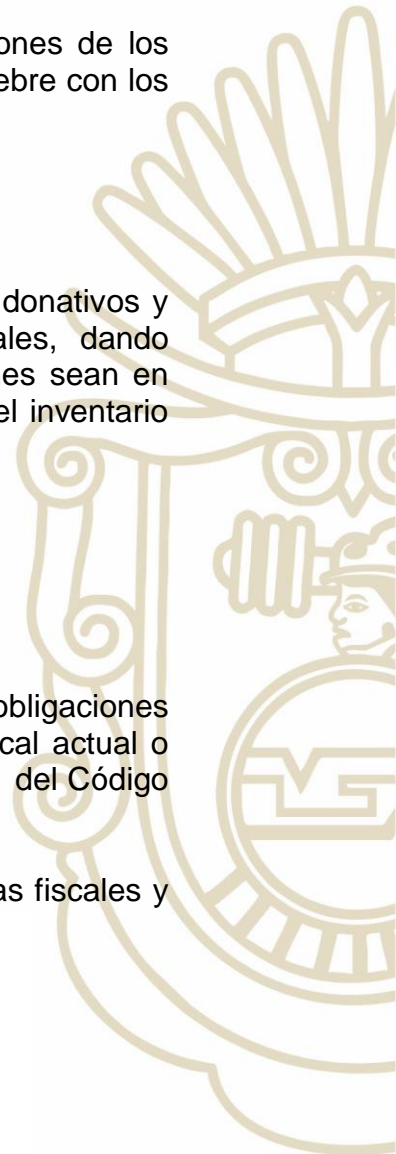 ones de los
ebre con los
donativos y
ales, dando
es sean en
el inventario
obligaciones
cal actual o
del Código
as fiscales y